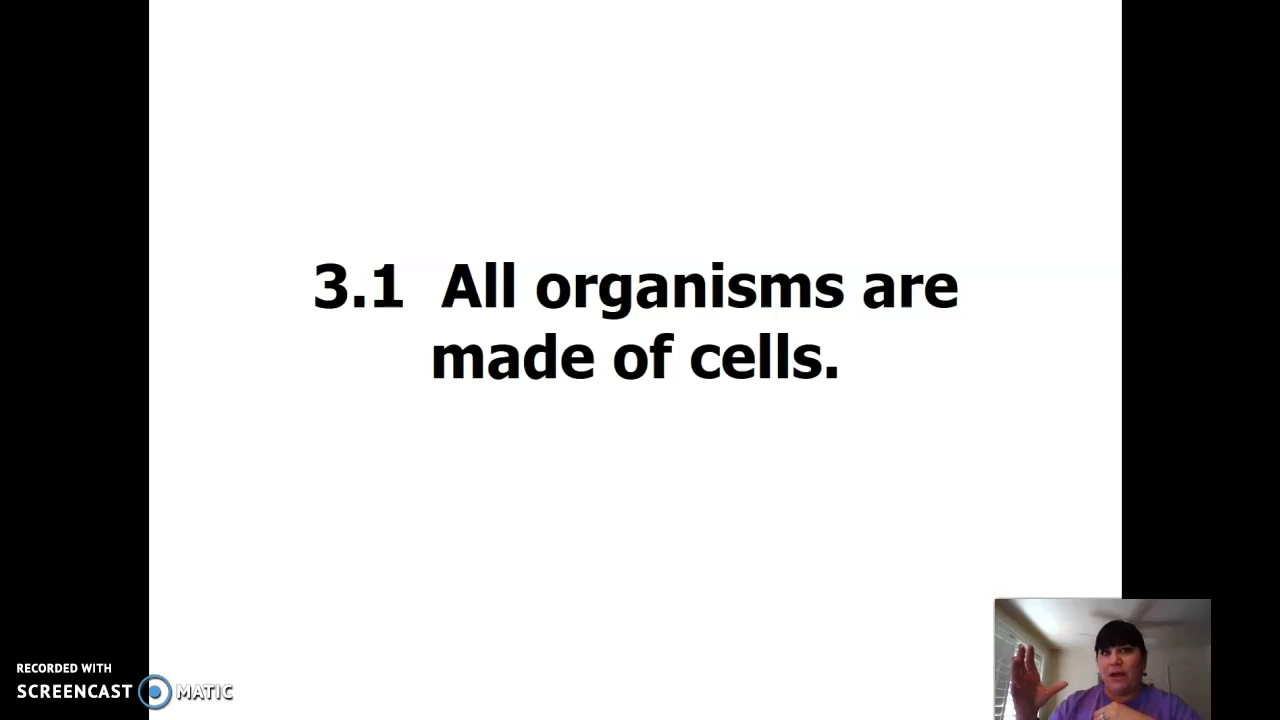 3.1 All organisms are
made of cells.
RECORDED WITH
SCREENCAST MATIC